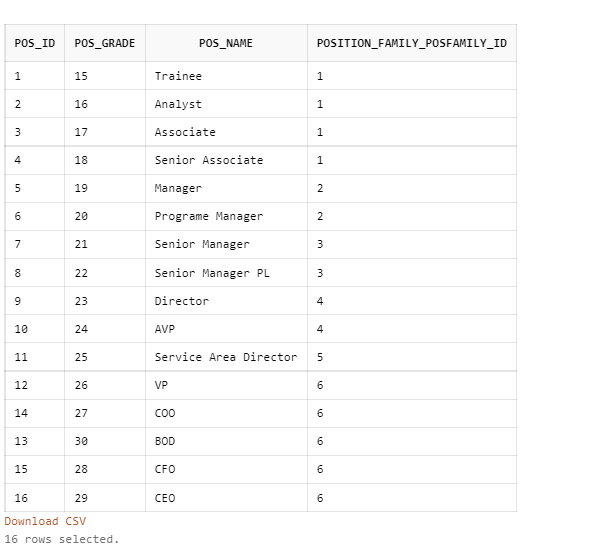 POS_ID POS_GRADE POS_NAME POSITION_FAMILY_POSFAMILY_ID
1 15 Trainee 1
2 16 Analyst 1
3 17 Associate 1
4 18 Senior Associate 1
5 19 Manager 2
6 20 Programe Manager 2
7 21 Senior Manager 3
8 22 Senior Manager PL 3
9 23 Director 4
10 24 AVP 4
11 25 Service Area Director 5
12 26 VP 6
14 27 COO 6
13 30 BOD 6
15 28 CFO 6
16 29 CEO 6
Download CSV
16 rows selected.